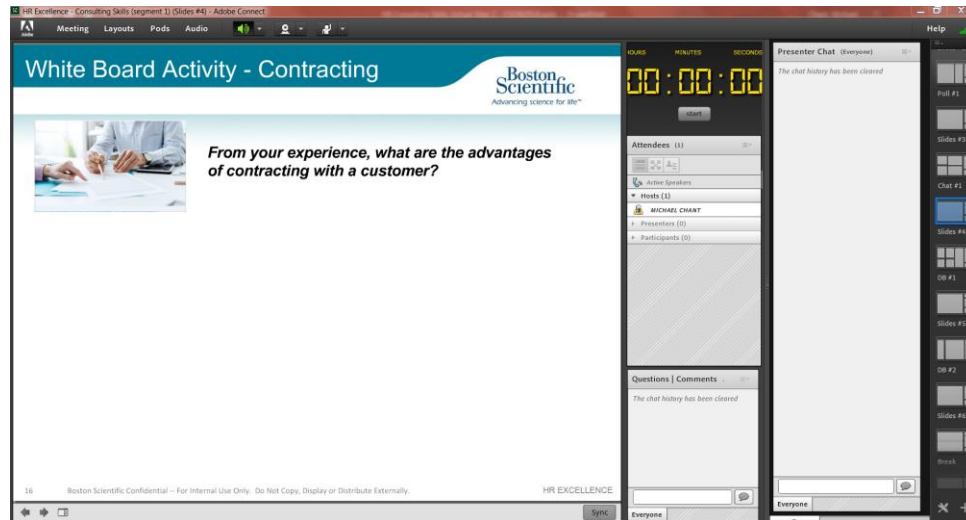 HR Excellence - Consulting Skills (segment 1) (Slides #4) - Adobe Connect
Meeting Layouts Pods Audio
Help
White Board Activity - Contracting
Boston
Scientific
Advancing science for life™
From your experience, what are the advantages
of contracting with a customer?
16 Boston Scientific Confidential -- For Internal Use Only. Do Not Copy, Display or Distribute Externally. HR EXCELLENCE
Sync
HOURS MINUTES SECONDS
00:00:00
start
Attendees (1)
Active Speakers
Hosts (1)
MICHAEL CHANT
Presenters (0)
Participants (0)
Questions | Comments
The chat history has been cleared
Everyone
Presenter Chat (Everyone)
The chat history has been cleared
Everyone
Poll #1
Slides #3
Chat #1
Slides #4
DB #1
Slides #5
DB #2
Slides #6
Break